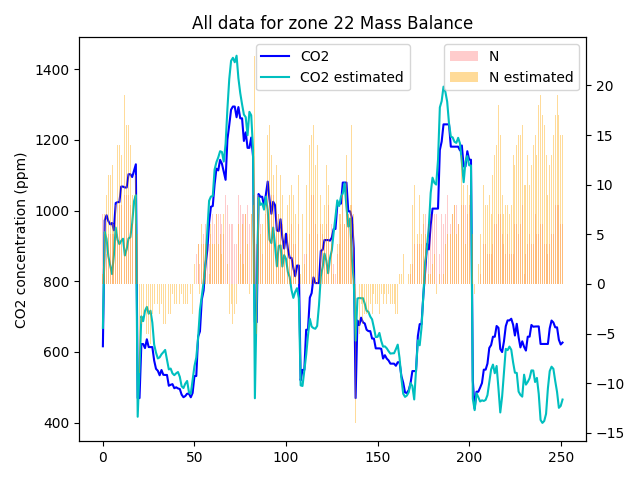 All data for zone 22 Mass Balance
CO2
CO2 estimated
N
N estimated
CO2 concentration (ppm)
1400
1200
1000
800
600
400
20
15
10
5
0
−5
−10
−15
0 50 100 150 200 250